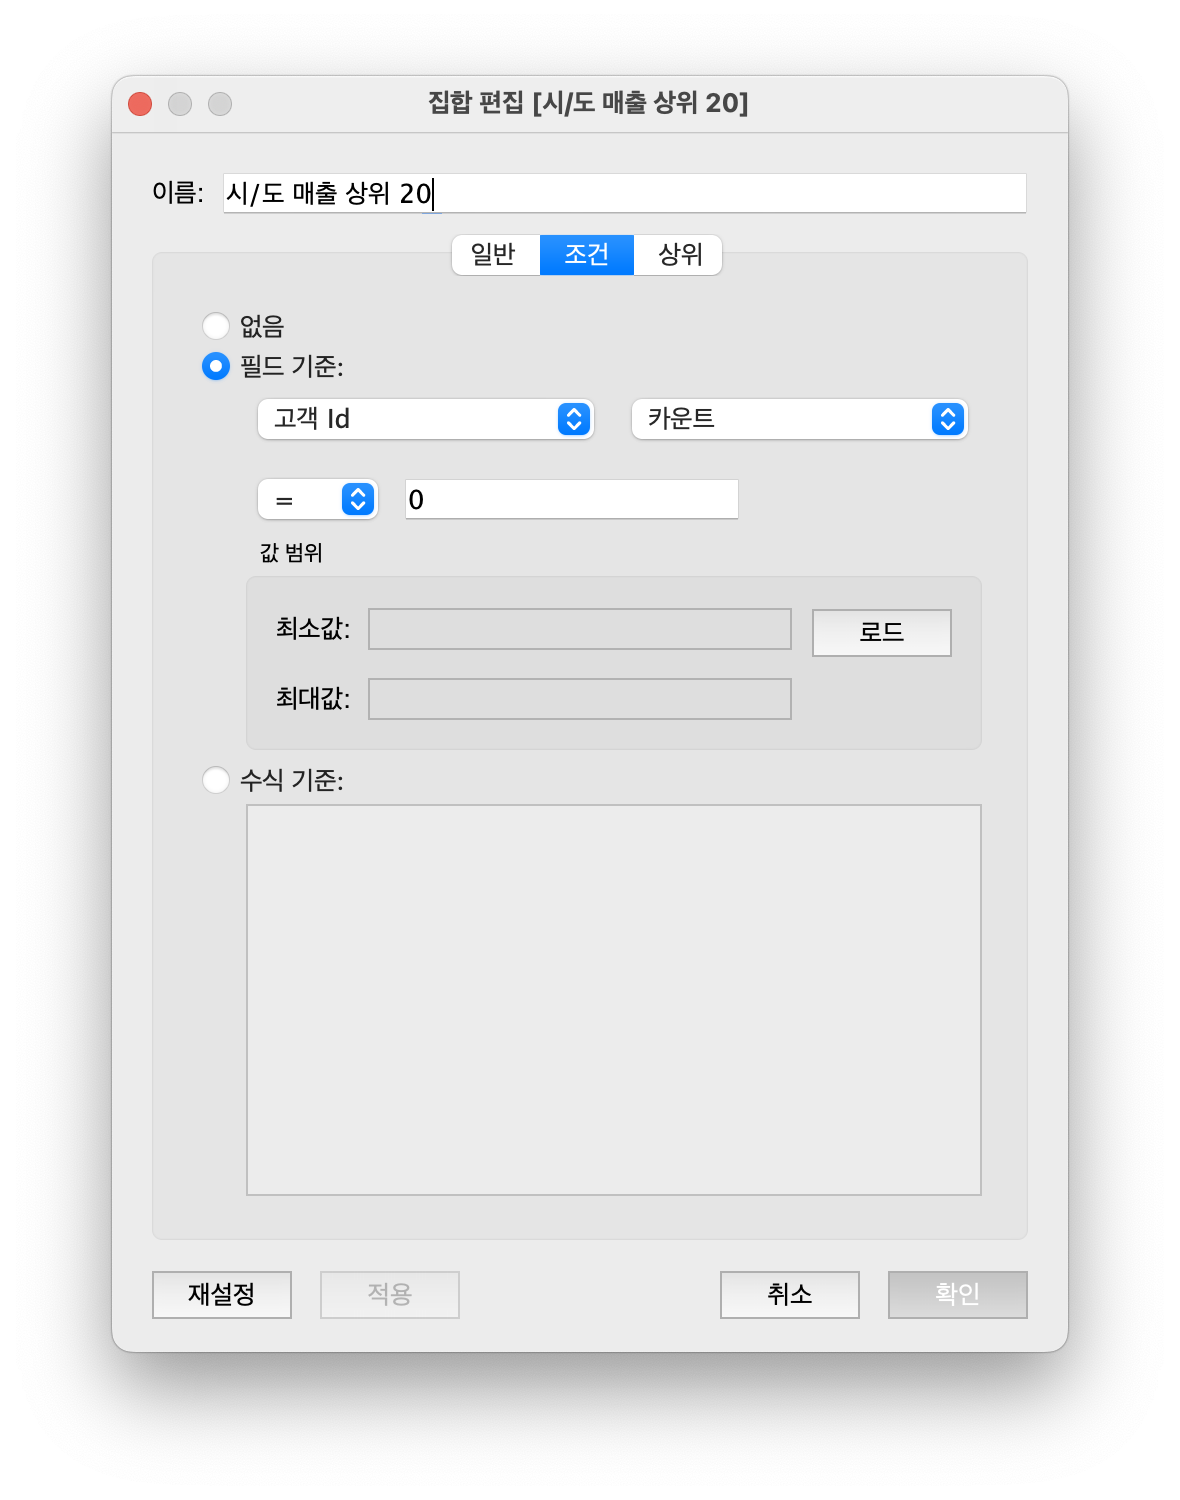 집합 편집 [시/도 매출 상위 20]
이름: 시/도 매출 상위 20
일반 조건 상위
없음
필드 기준:
고객 Id 카운트
= 0
값 범위
최소값: 로드
최대값:
수식 기준:
재설정 적용 취소 확인